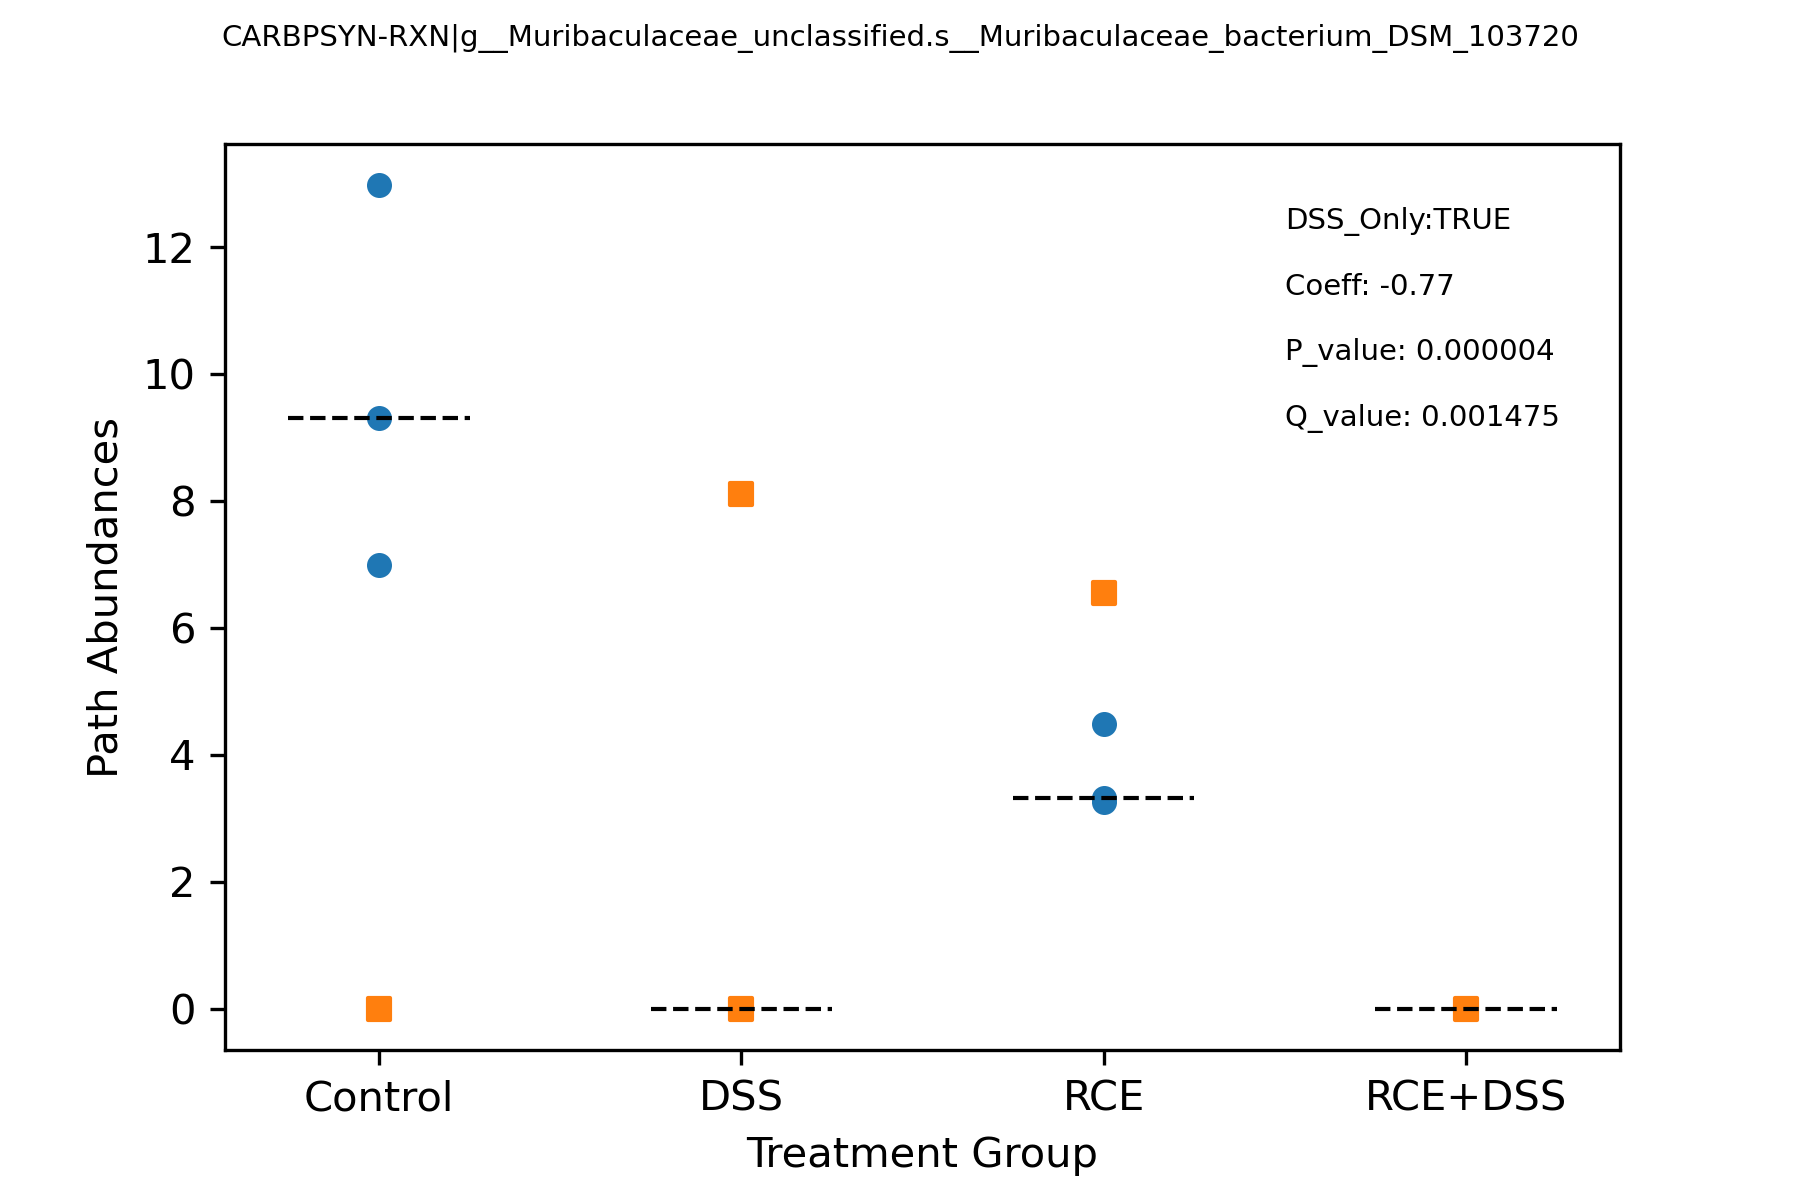 CARBPSYN-RXN|g__Muribaculaceae_unclassified.s__Muribaculaceae_bacterium_DSM_103720
DSS_Only:TRUE
Coeff: -0.77
P_value: 0.000004
Q_value: 0.001475
12
10
8
6
4
2
0
Path Abundances
Control
DSS
RCE
RCE+DSS
Treatment Group